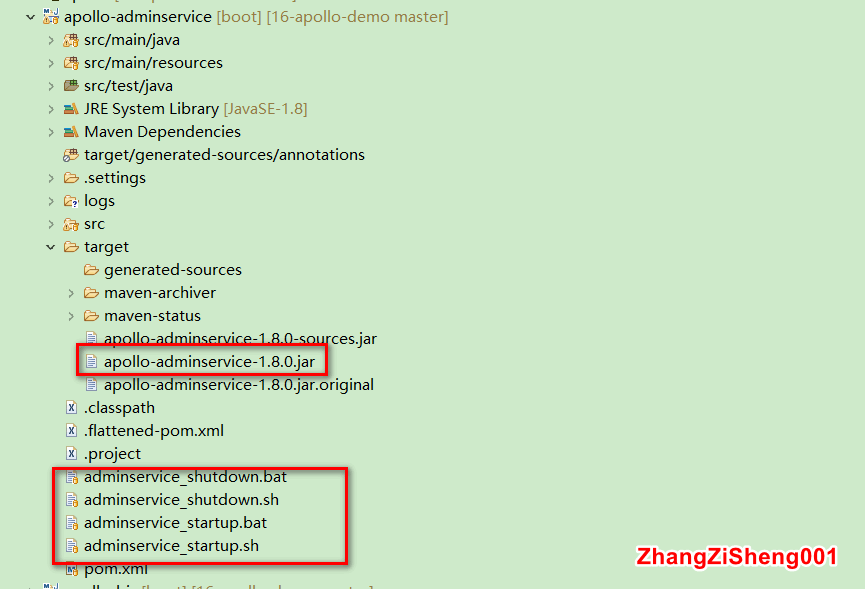 apollo-adminservice [boot] [16-apollo-demo master]
src/main/java
src/main/resources
src/test/java
JRE System Library [JavaSE-1.8]
Maven Dependencies
target/generated-sources/annotations
.settings
logs
src
target
generated-sources
maven-archiver
maven-status
apollo-adminservice-1.8.0-sources.jar
apollo-adminservice-1.8.0.jar
apollo-adminservice-1.8.0.jar.original
.classpath
.flattened-pom.xml
.project
adminservice_shutdown.bat
adminservice_shutdown.sh
adminservice_startup.bat
adminservice_startup.sh
pom.xml
ZhangZiSheng001